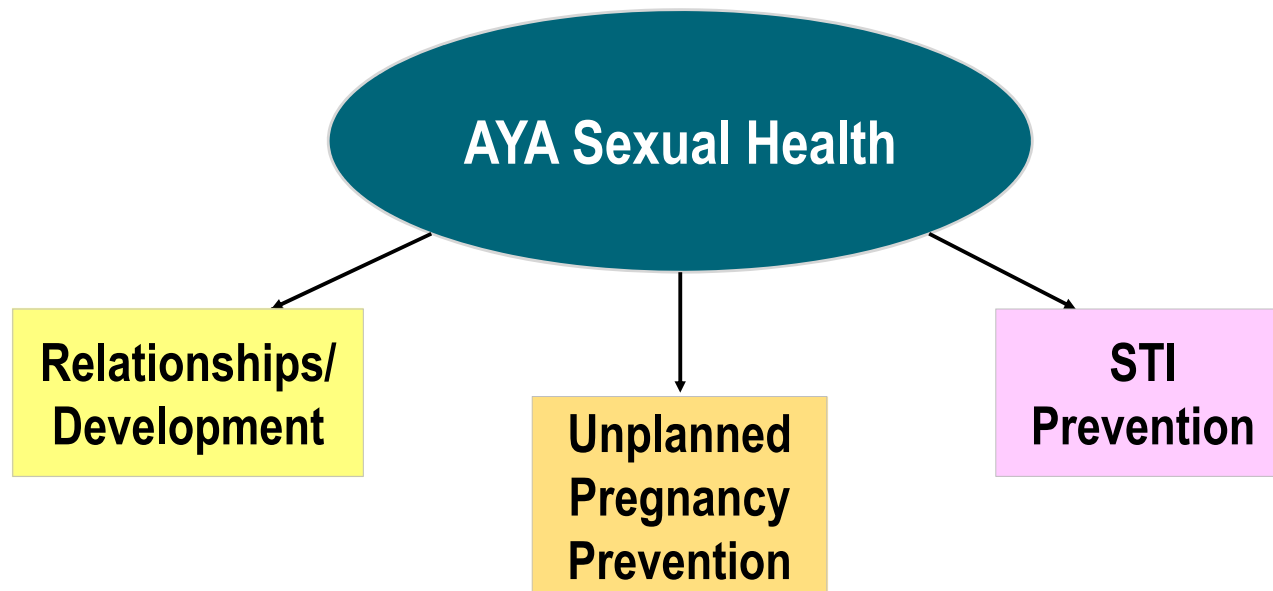 AYA Sexual Health
Relationships/
Development
Unplanned
Pregnancy
Prevention
STI
Prevention